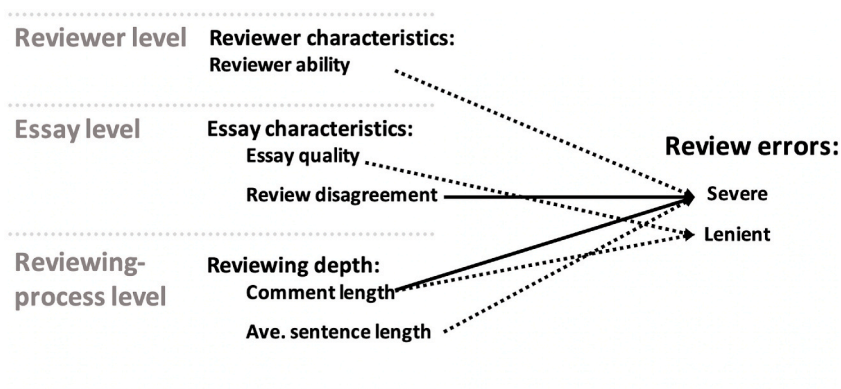 Reviewer level
Reviewer characteristics:
Reviewer ability
Essay level
Essay characteristics:
Essay quality
Review disagreement
Review errors:
Severe
Lenient
Reviewing-
process level
Reviewing depth:
Comment length
Ave. sentence length